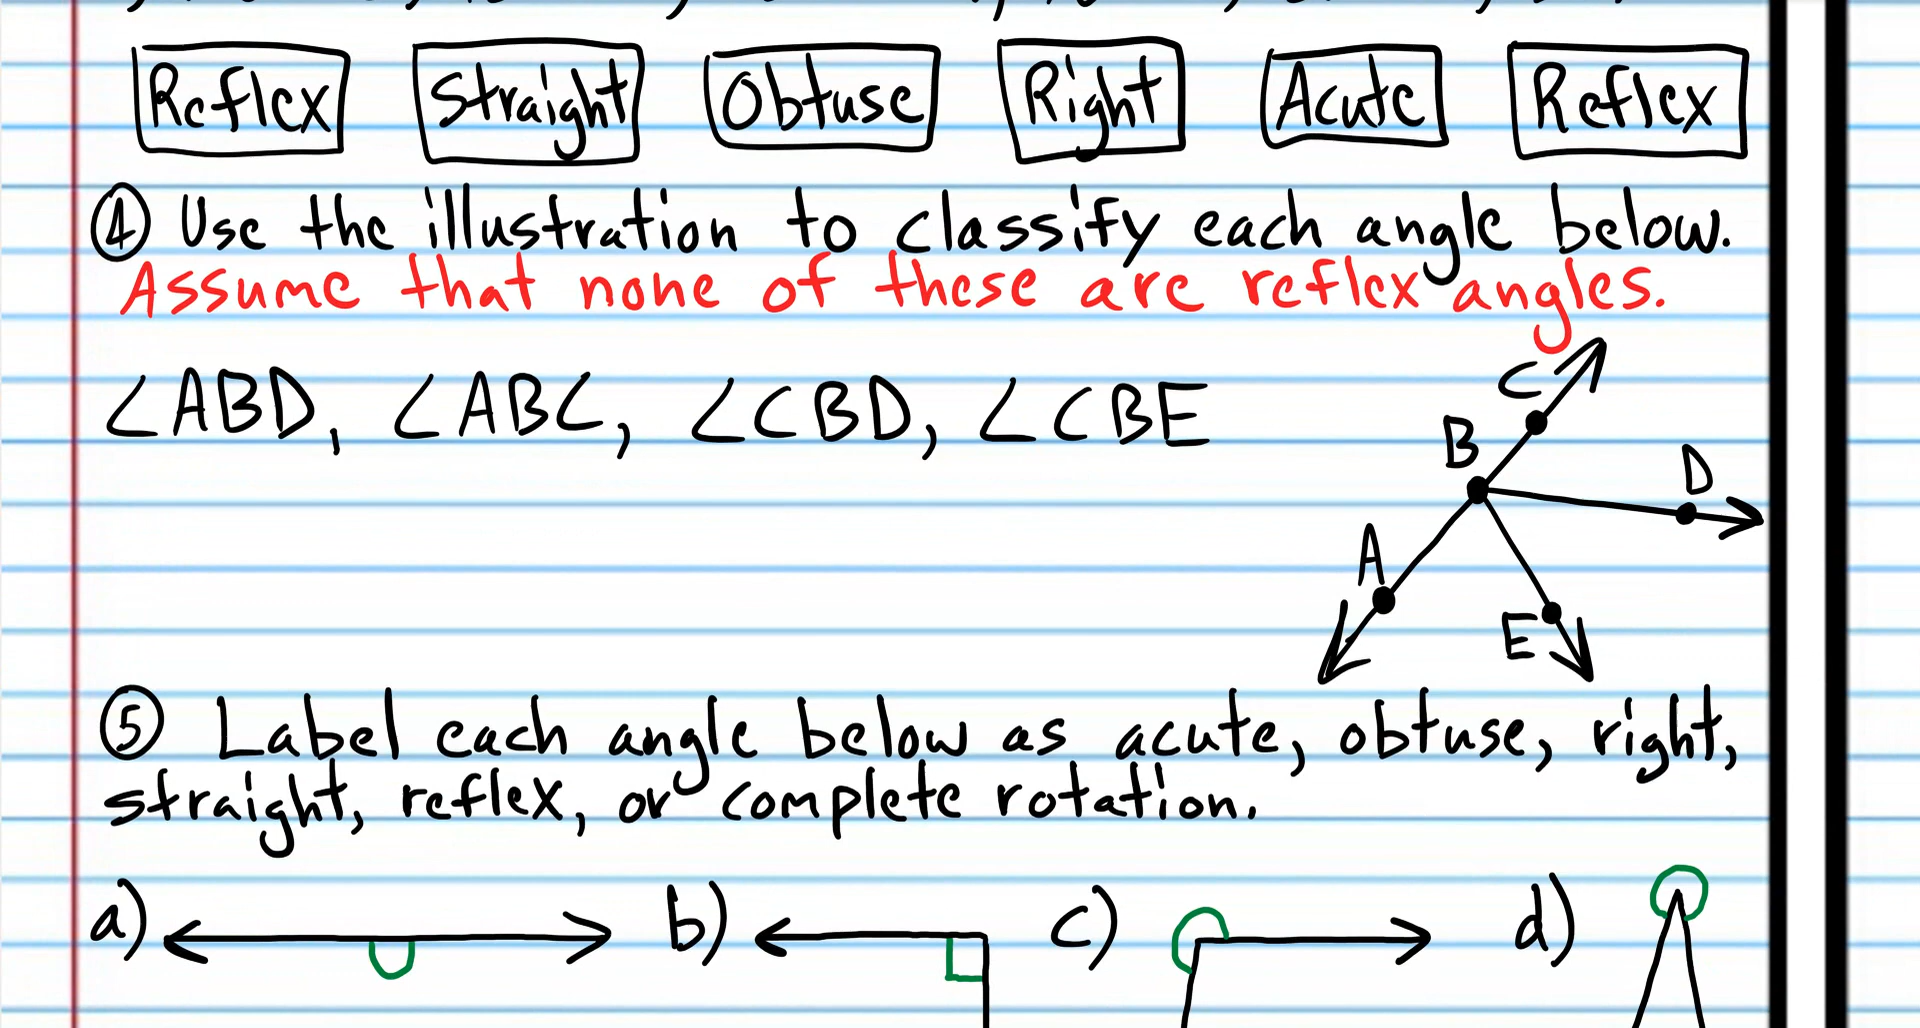 Reflex Straight Obtuse Right Acute Reflex
④ Use the illustration to classify each angle below.
Assume that none of these are reflex angles.
∠ABD, ∠ABC, ∠CBD, ∠CBE
C
B
D
A
E
⑤ Label each angle below as acute, obtuse, right,
straight, reflex, or complete rotation.
a) b) c) d)